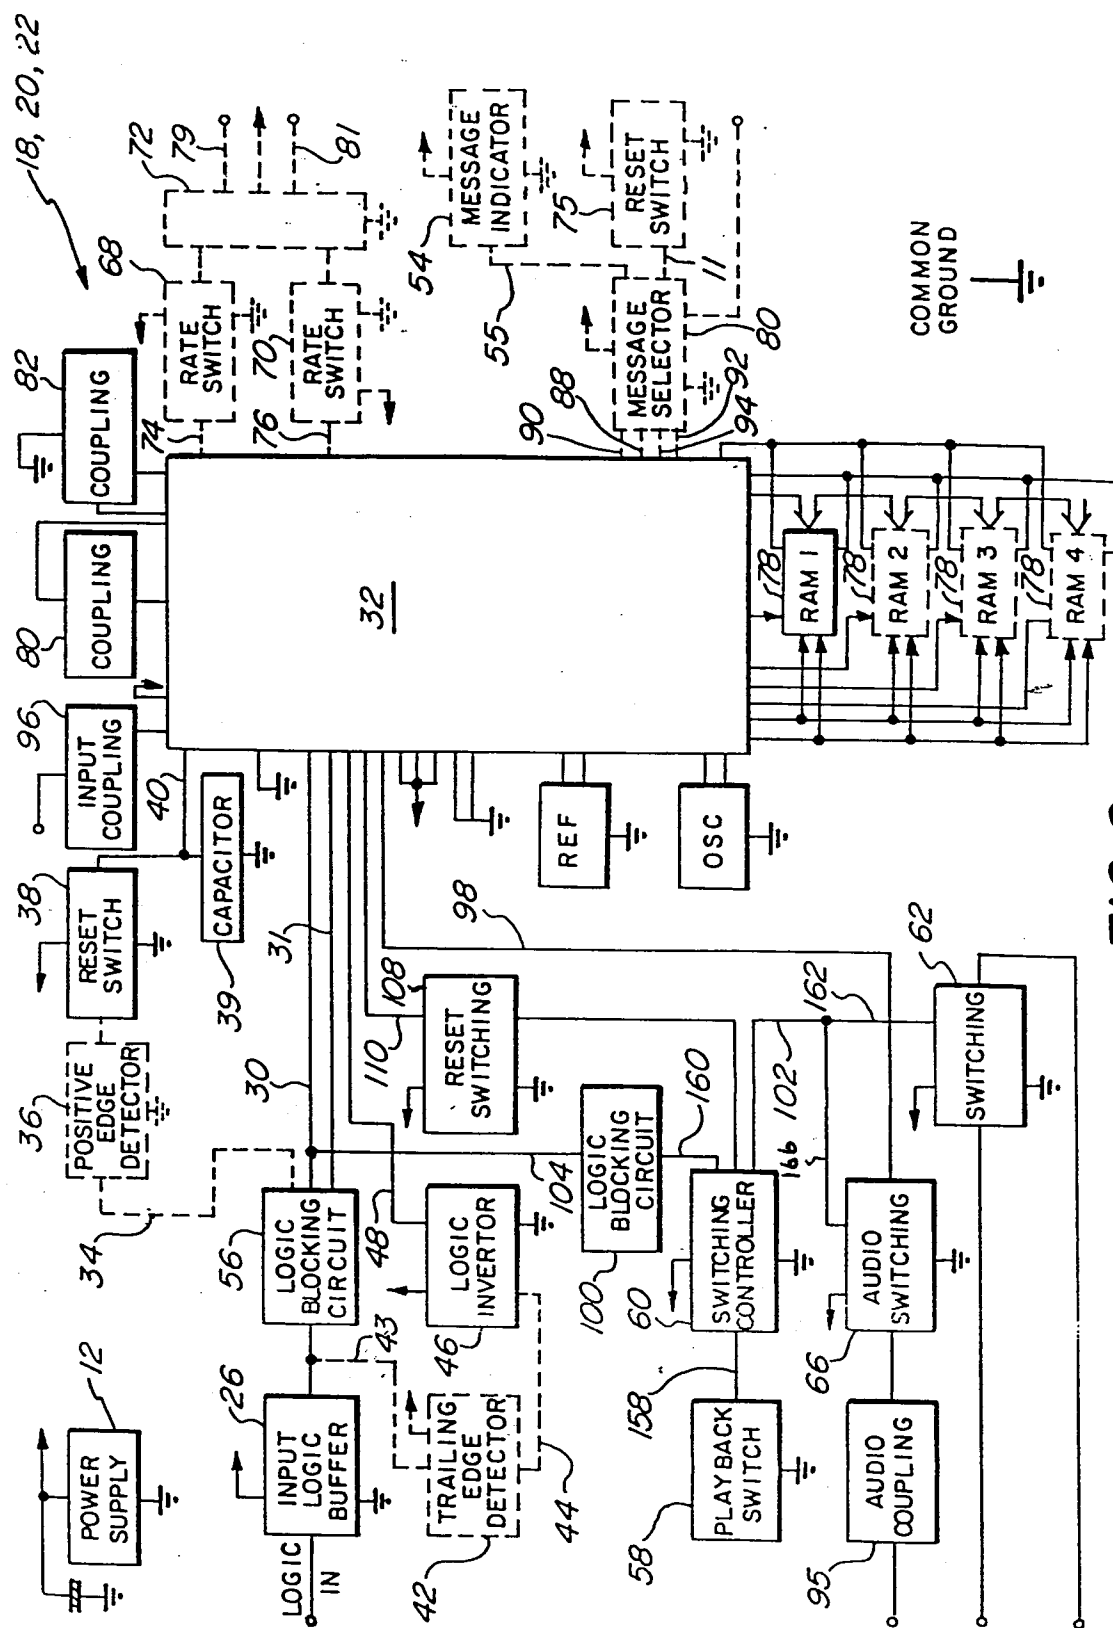 18, 20, 22
12
POWER
SUPPLY
36
POSITIVE
EDGE
DETECTOR
34
38
RESET
SWITCH
40
39
CAPACITOR
96
INPUT
COUPLING
80
COUPLING
82
COUPLING
68
RATE
SWITCH
74
70
RATE
SWITCH
76
72
79
81
26
INPUT
LOGIC
BUFFER
LOGIC
IN
56
LOGIC
BLOCKING
CIRCUIT
30
31
43
42
TRAILING
EDGE
DETECTOR
44
46
LOGIC
INVERTOR
48
110
108
RESET
SWITCHING
104
100
LOGIC
BLOCKING
CIRCUIT
160
58
PLAYBACK
SWITCH
158
60
SWITCHING
CONTROLLER
98
102
162
166
62
SWITCHING
66
AUDIO
SWITCHING
95
AUDIO
COUPLING
32
REF
OSC
54
MESSAGE
INDICATOR
55
75
RESET
SWITCH
11
MESSAGE
SELECTOR
80
90
88
92
94
78
RAM 1
78
RAM 2
78
RAM 3
78
RAM 4
COMMON
GROUND